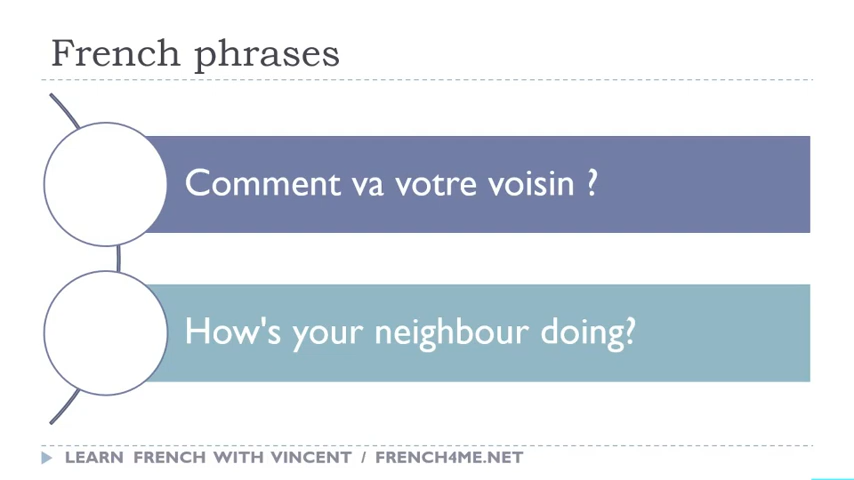 French phrases
Comment va votre voisin ?
How's your neighbour doing?
LEARN FRENCH WITH VINCENT / FRENCH4ME.NET